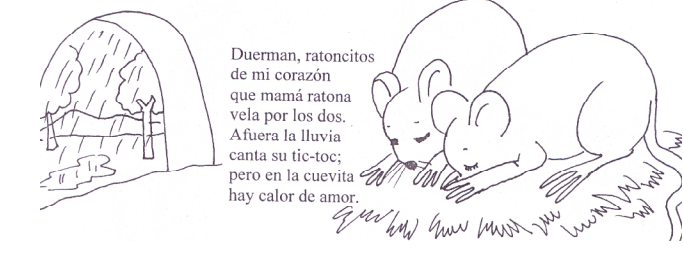 Duerman, ratoncitos
de mi corazón
que mamá ratona
vela por los dos.
Afuera la lluvia
canta su tic-toc;
pero en la cuevita
hay calor de amor.